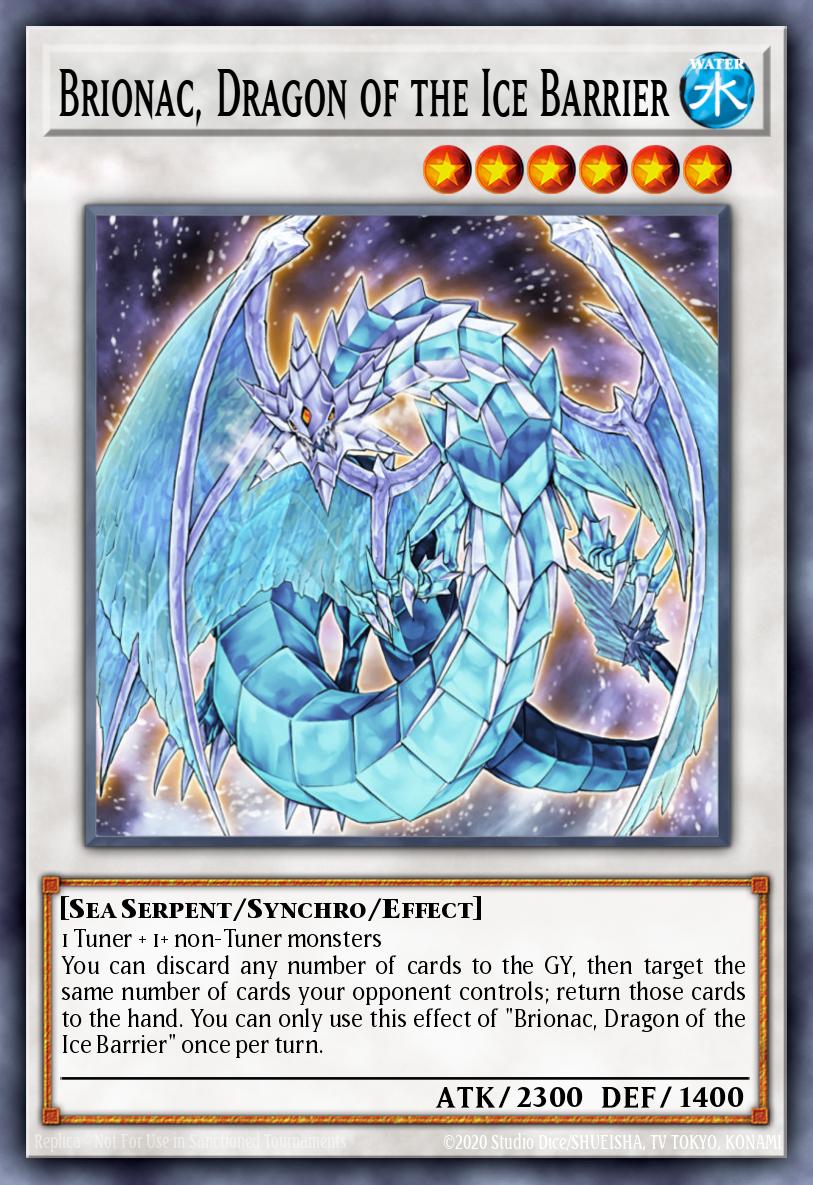 Brionac, Dragon of the Ice Barrier
WATER
水
[Sea Serpent/Synchro/Effect]
1 Tuner + 1+ non-Tuner monsters
You can discard any number of cards to the GY, then target the
same number of cards your opponent controls; return those cards
to the hand. You can only use this effect of "Brionac, Dragon of the
Ice Barrier" once per turn.
ATK/2300 DEF/1400
Replica - Not For Use in Sanctioned Tournaments
©2020 Studio Dice/SHUEISHA, TV TOKYO, KONAMI